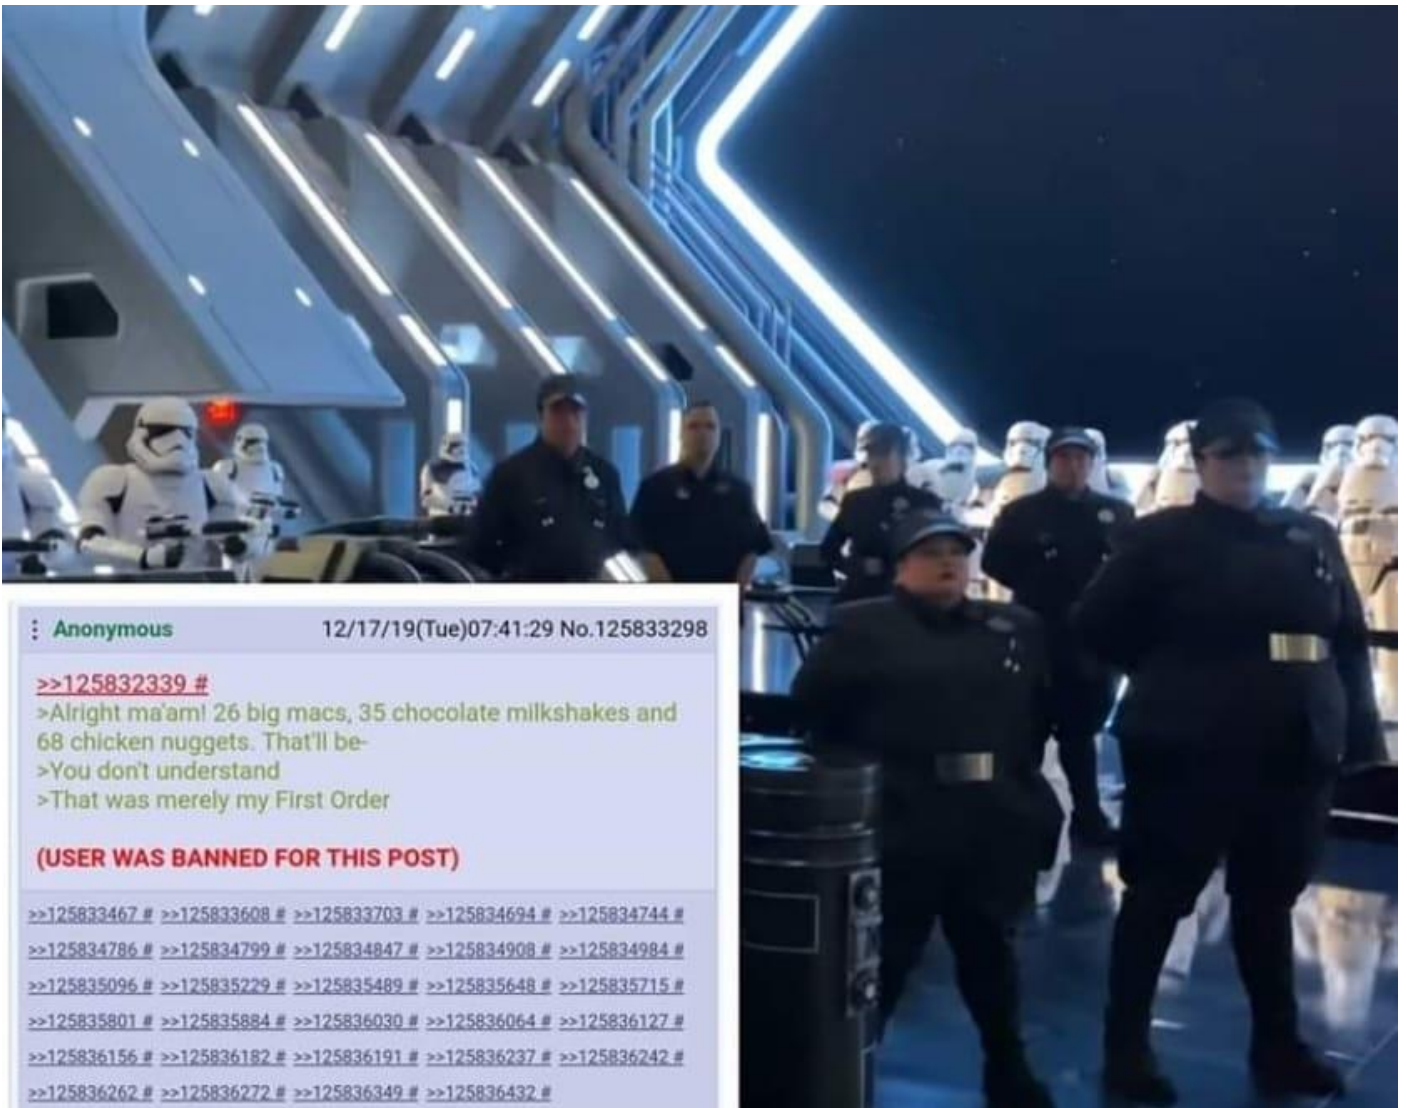 Anonymous 12/17/19(Tue)07:41:29 No.125833298
>>125832339 #
>Alright ma'am! 26 big macs, 35 chocolate milkshakes and
68 chicken nuggets. That'll be-
>You don't understand
>That was merely my First Order
(USER WAS BANNED FOR THIS POST)
>>125833467 # >>125833608 # >>125833703 # >>125834694 # >>125834744 #
>>125834786 # >>125834799 # >>125834847 # >>125834908 # >>125834984 #
>>125835096 # >>125835229 # >>125835489 # >>125835648 # >>125835715 #
>>125835801 # >>125835884 # >>125836030 # >>125836064 # >>125836127 #
>>125836156 # >>125836182 # >>125836191 # >>125836237 # >>125836242 #
>>125836262 # >>125836272 # >>125836349 # >>125836432 #